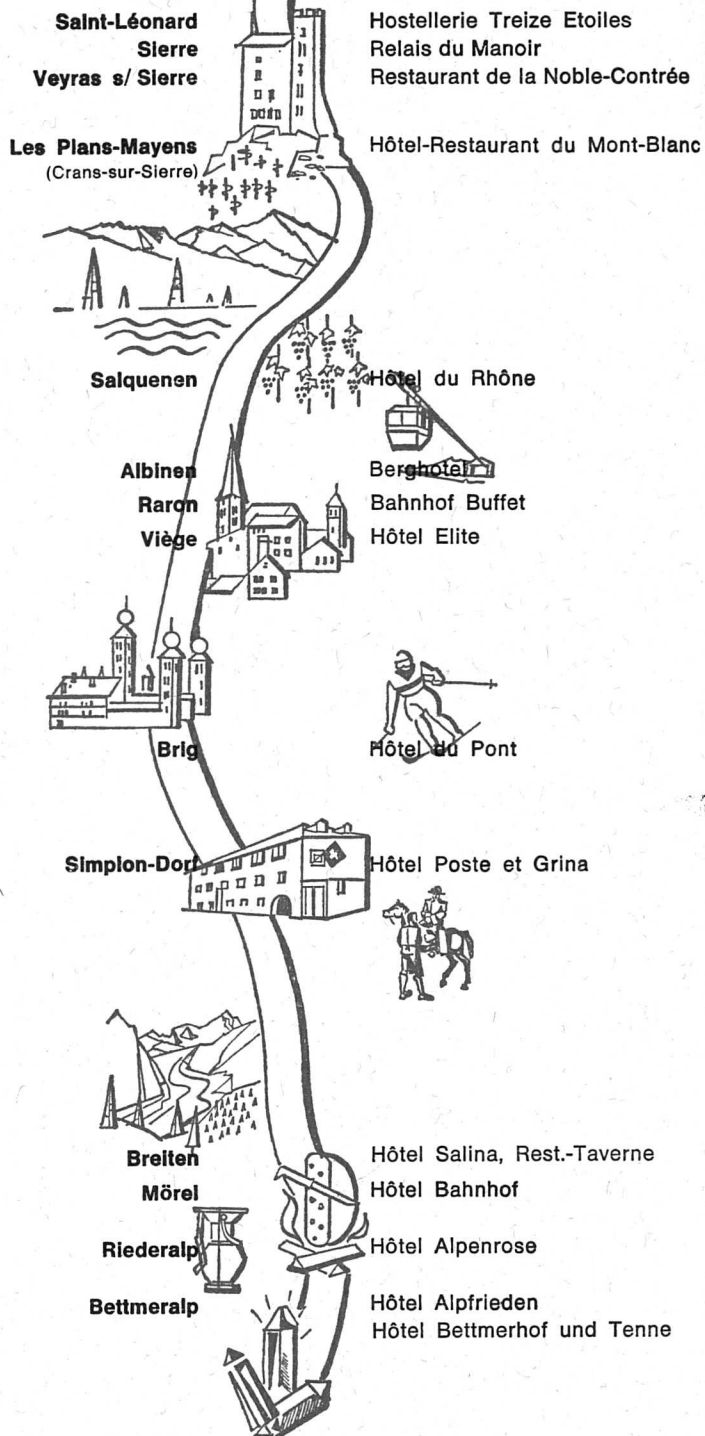 Saint-Léonard Hostellerie Treize Etoiles
Sierre Relais du Manoir
Veyras s/ Sierre Restaurant de la Noble-Contrée
Les Plans-Mayens Hôtel-Restaurant du Mont-Blanc
(Crans-sur-Sierre)
Salquenen Hôtel du Rhône
Albinen Berghotel
Raron Bahnhof Buffet
Viège Hôtel Elite
Brig Hôtel du Pont
Simplon-Dorf Hôtel Poste et Grina
Breiten Hôtel Salina, Rest.-Taverne
Mörel Hôtel Bahnhof
Riederalp Hôtel Alpenrose
Bettmeralp Hôtel Alpfrieden
Hôtel Bettmerhof und Tenne